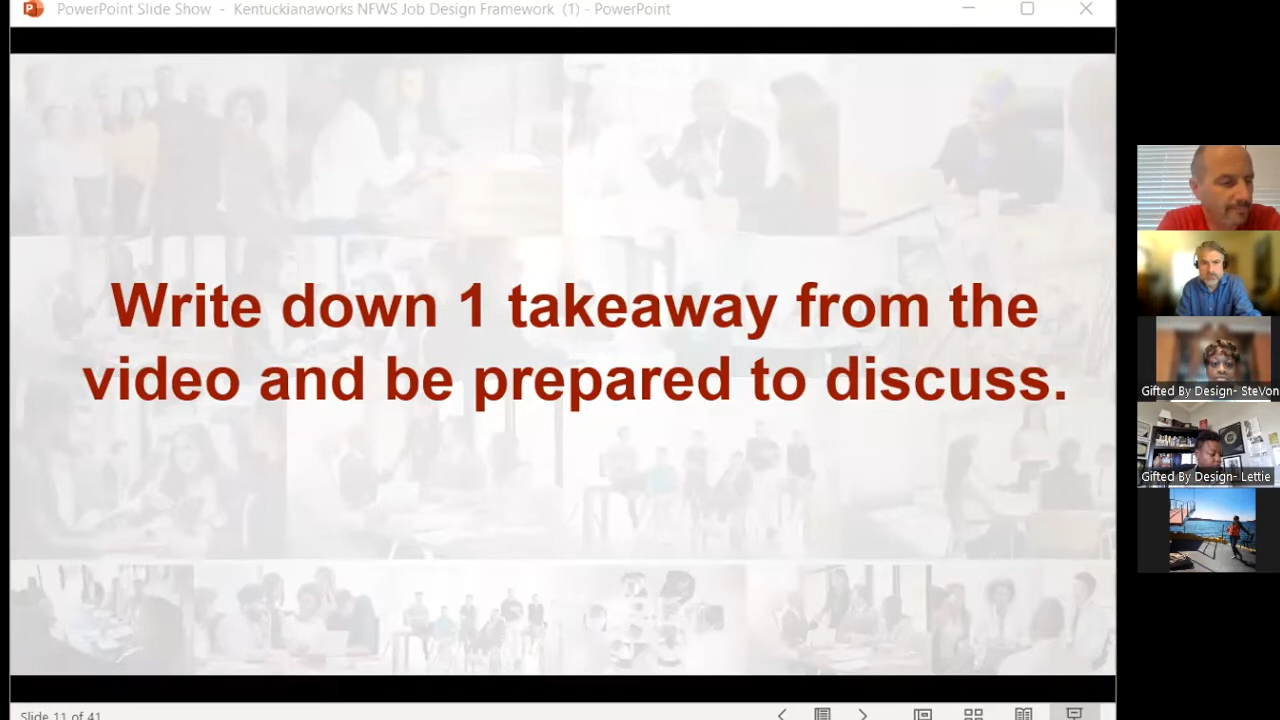 PowerPoint Slide Show - Kentuckianaworks NFWS Job Design Framework (1) - PowerPoint
Write down 1 takeaway from the
video and be prepared to discuss.
Gifted By Design- SteVon
Gifted By Design- Lettie
Slide 11 of 41